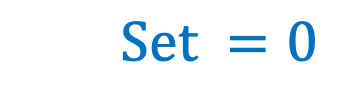 Set = 0